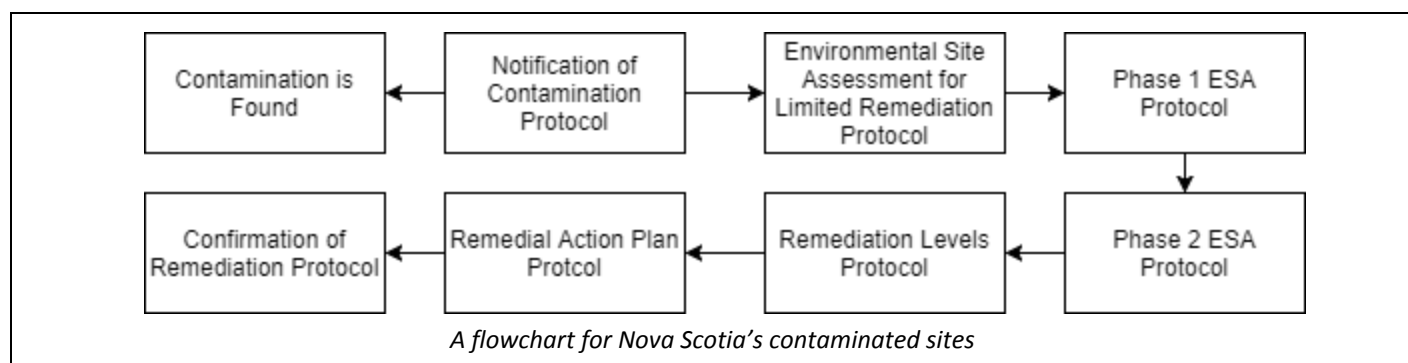 Contamination is
Found
Notification of
Contamination
Protocol
Environmental Site
Assessment for
Limited Remediation
Protocol
Phase 1 ESA
Protocol
Confirmation of
Remediation Protocol
Remedial Action Plan
Protcol
Remediation Levels
Protocol
Phase 2 ESA
Protocol
A flowchart for Nova Scotia's contaminated sites